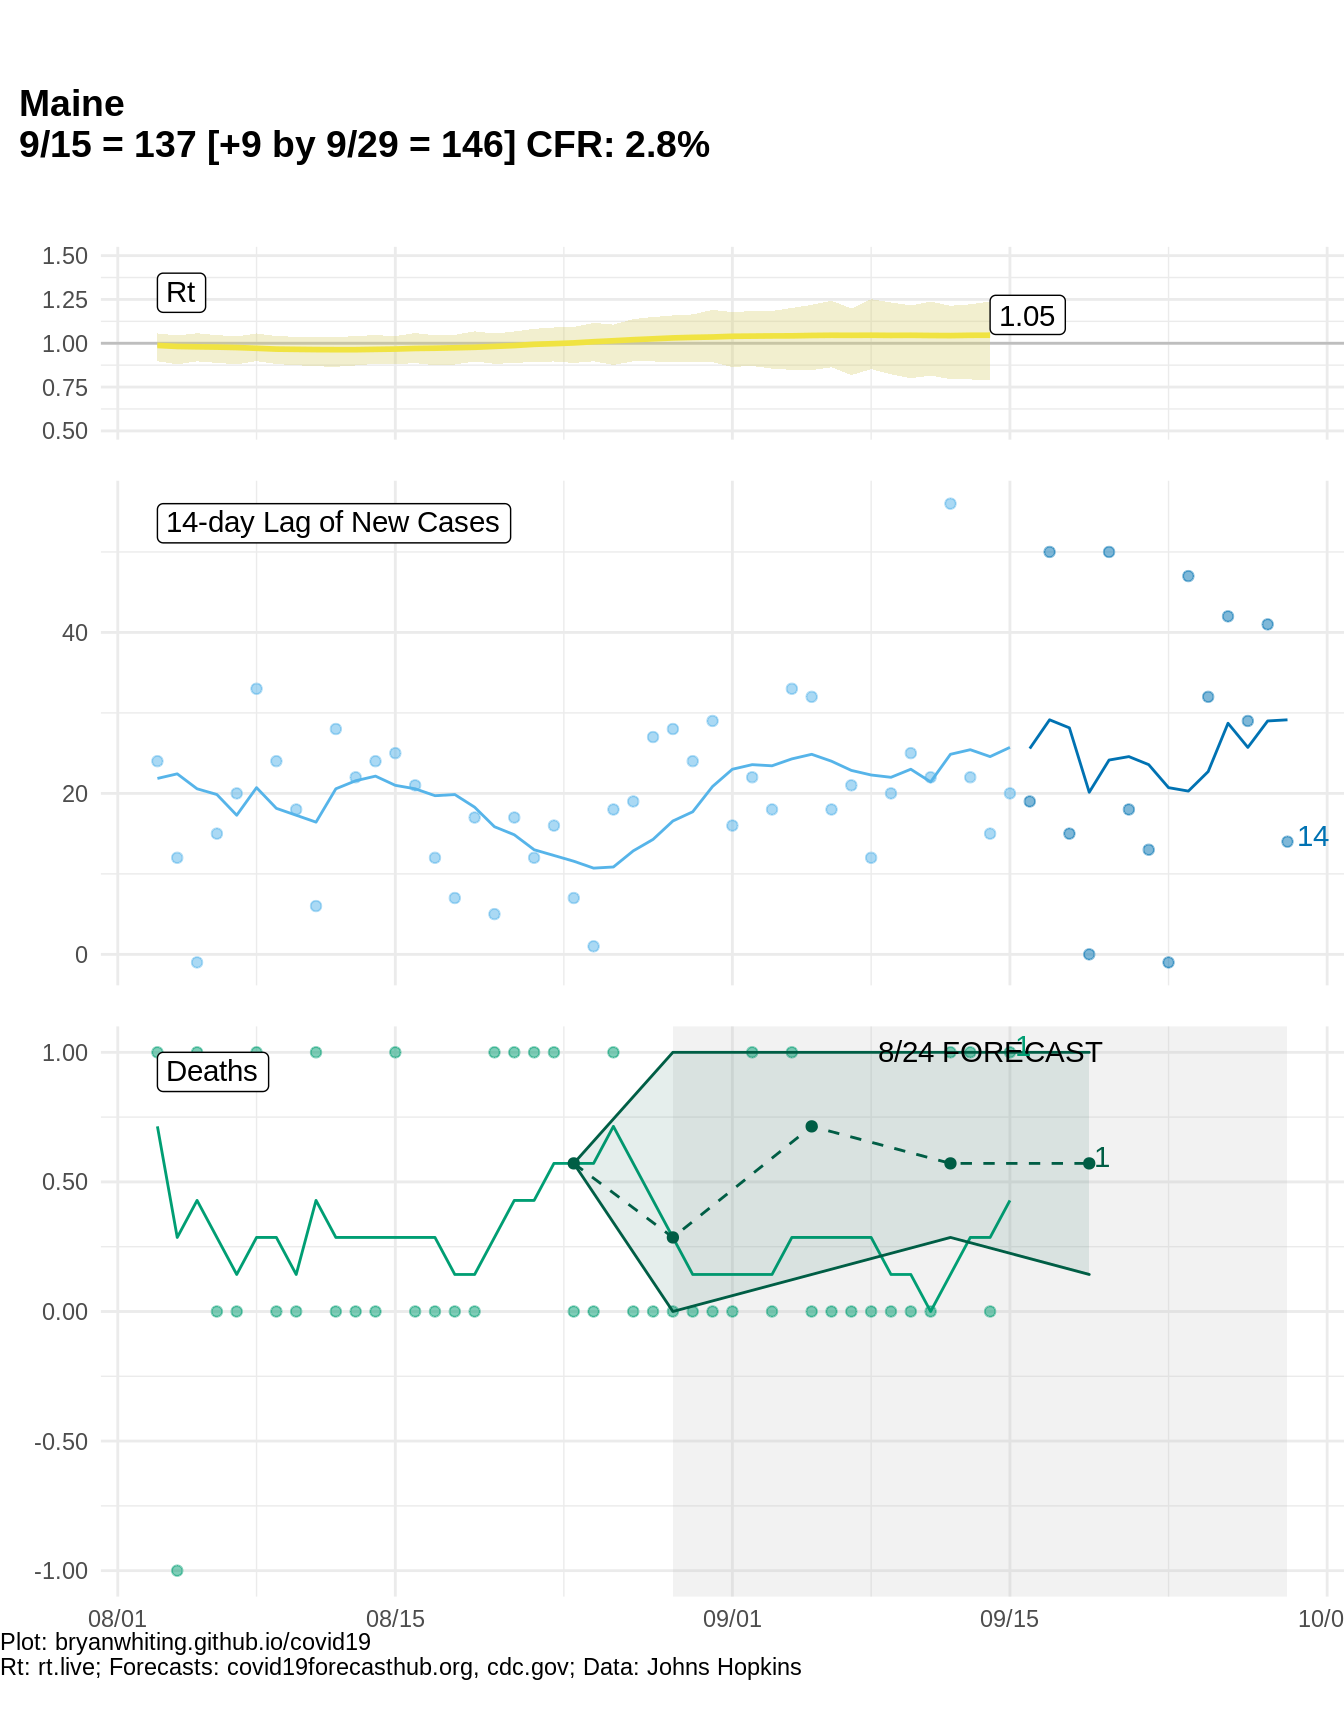 Maine
9/15 = 137 [+9 by 9/29 = 146] CFR: 2.8%
1.50
Rt
1.25
1.05
1.00
0.75
0.50
14-day Lag of New Cases
40
20
14
0
1.00
8/24 FORECAST
1
Deaths
1
0.50
0.00
-0.50
-1.00
08/01 08/15 09/01 09/15 10/0
Plot: bryanwhiting.github.io/covid19
Rt: rt.live; Forecasts: covid19forecasthub.org, cdc.gov; Data: Johns Hopkins